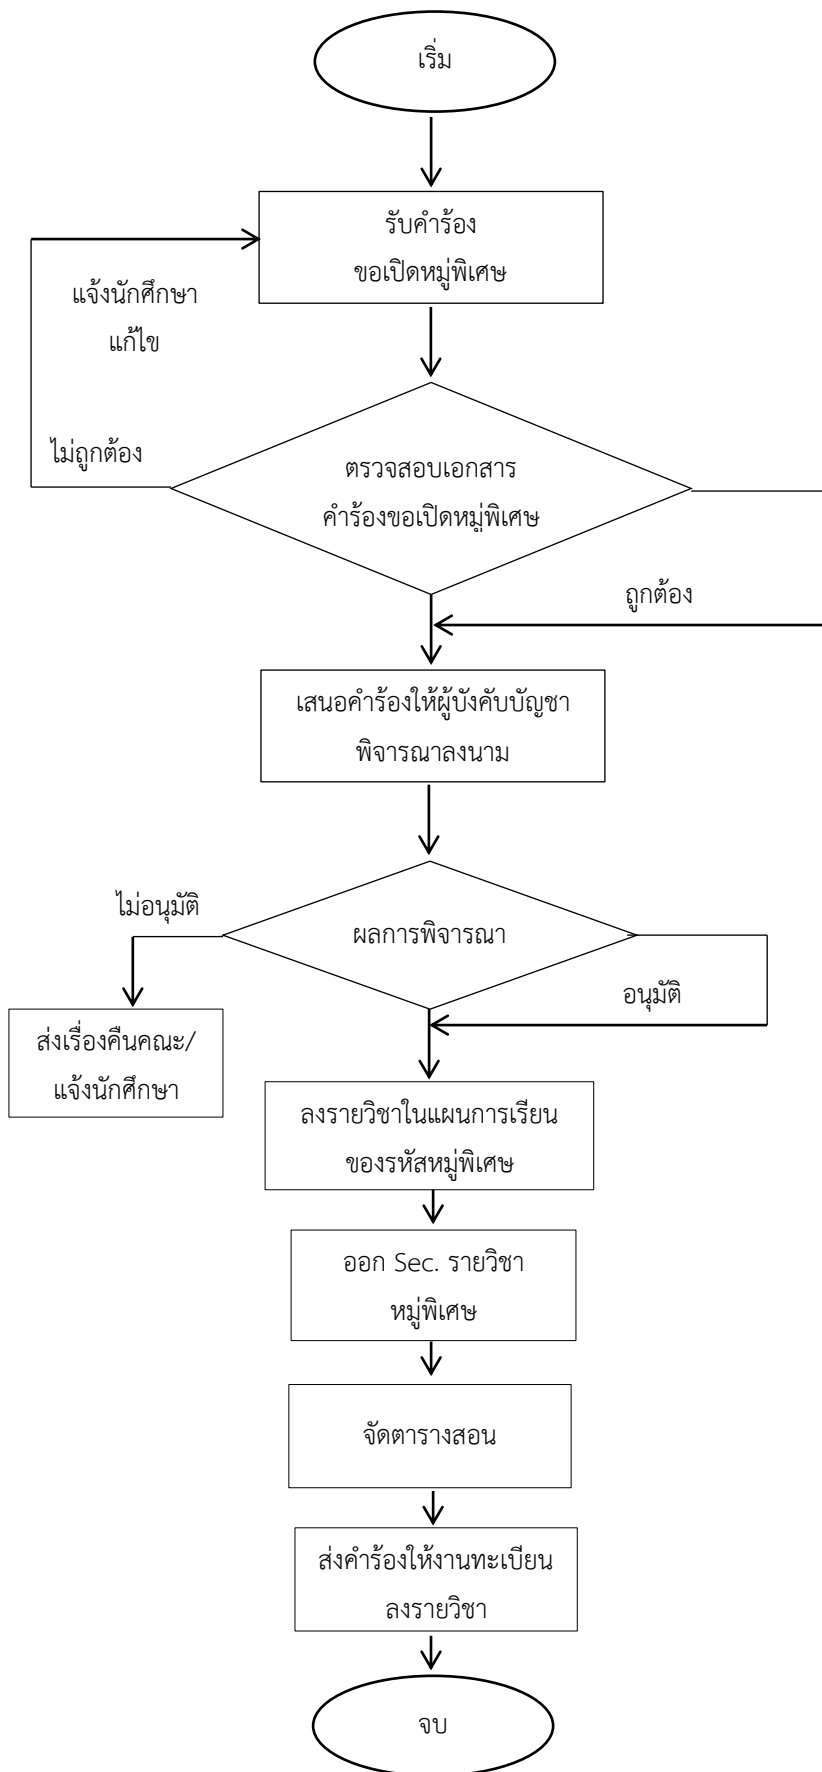 เริ่ม
รับคำร้อง
ขอเปิดหมู่พิเศษ
แจ้งนักศึกษา
แก้ไข
ไม่ถูกต้อง
ตรวจสอบเอกสาร
คำร้องขอเปิดหมู่พิเศษ
ถูกต้อง
เสนอคำร้องให้ผู้บังคับบัญชา
พิจารณาลงนาม
ไม่อนุมัติ
ผลการพิจารณา
อนุมัติ
ส่งเรื่องคืนคณะ/
แจ้งนักศึกษา
ลงรายวิชาในแผนการเรียน
ของรหัสหมู่พิเศษ
ออก Sec. รายวิชา
หมู่พิเศษ
จัดตารางสอน
ส่งคำร้องให้งานทะเบียน
ลงรายวิชา
จบ